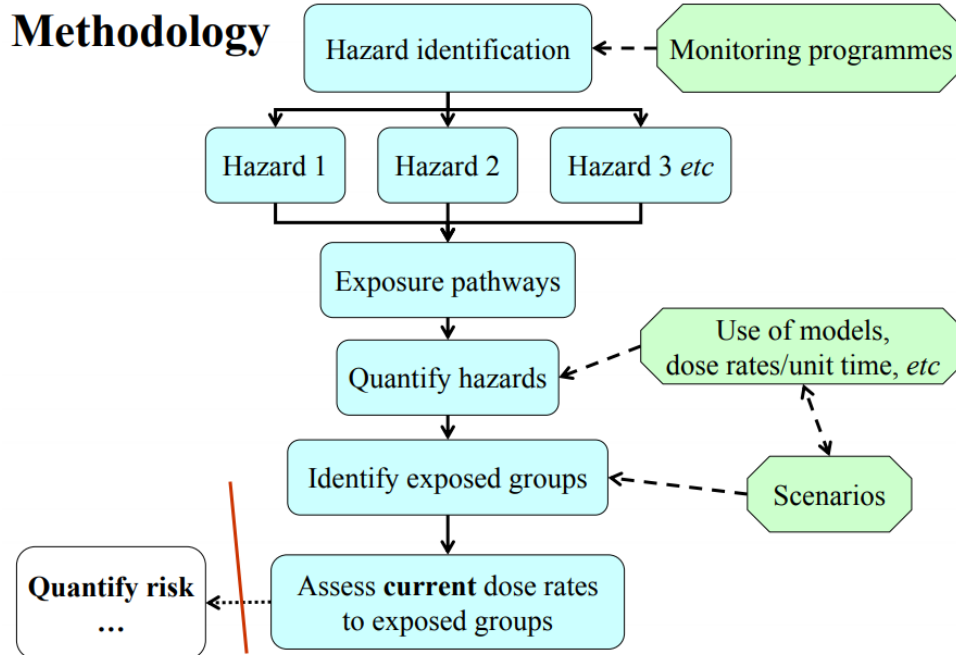 Methodology
Hazard identification
Monitoring programmes
Hazard 1
Hazard 2
Hazard 3 etc
Exposure pathways
Use of models,
dose rates/unit time, etc
Quantify hazards
Identify exposed groups
Scenarios
Quantify risk
...
Assess current dose rates
to exposed groups